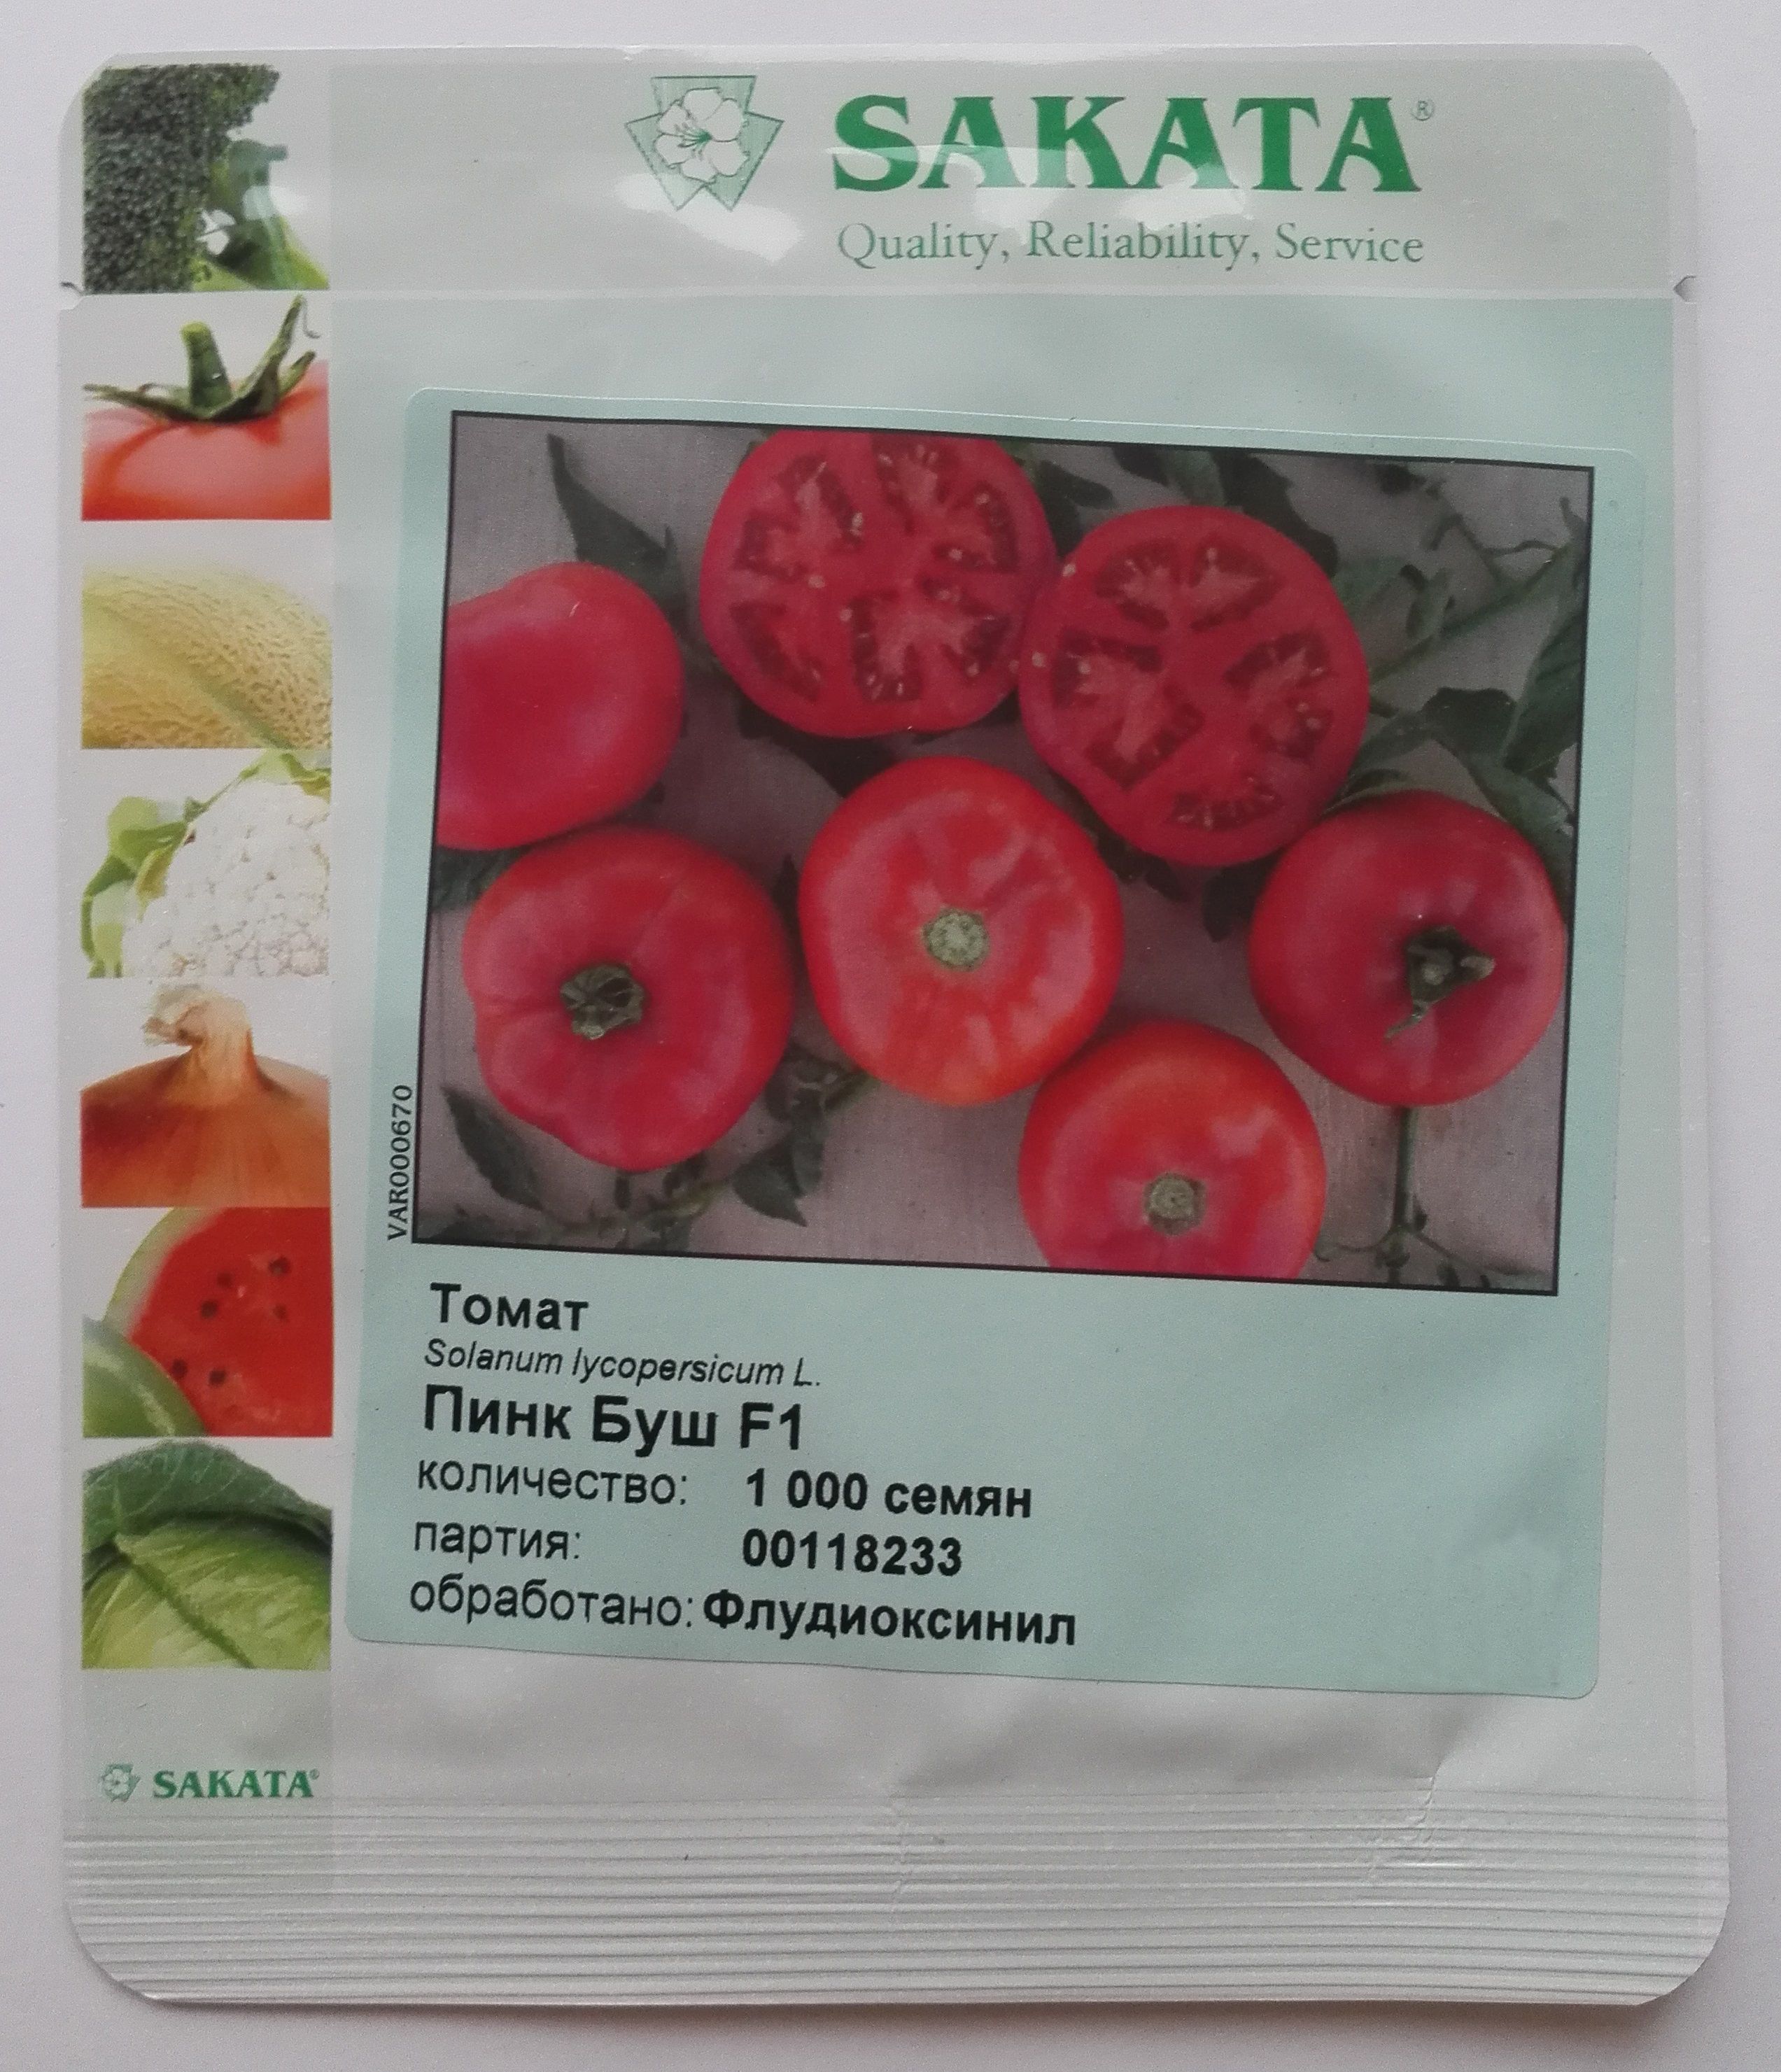 SAKATA®
Quality, Reliability, Service
VAR000670
Томат
Solanum lycopersicum L.
Пинк Буш F1
количество: 1 000 семян
партия: 00118233
обработано: Флудиоксинил
SAKATA®